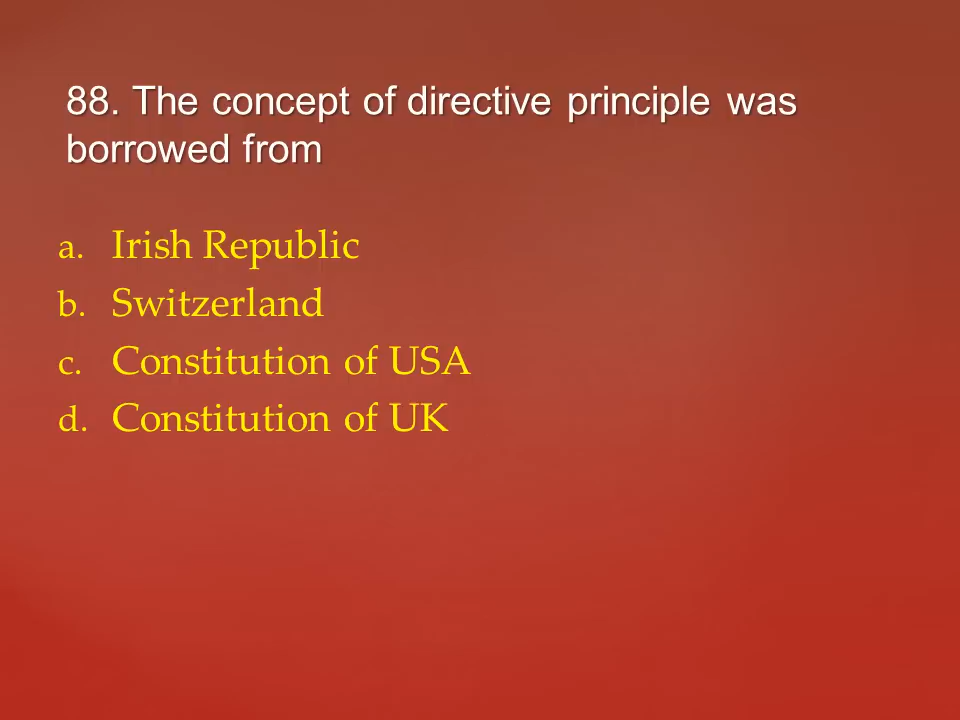 88. The concept of directive principle was
borrowed from
a. Irish Republic
b. Switzerland
c. Constitution of USA
d. Constitution of UK